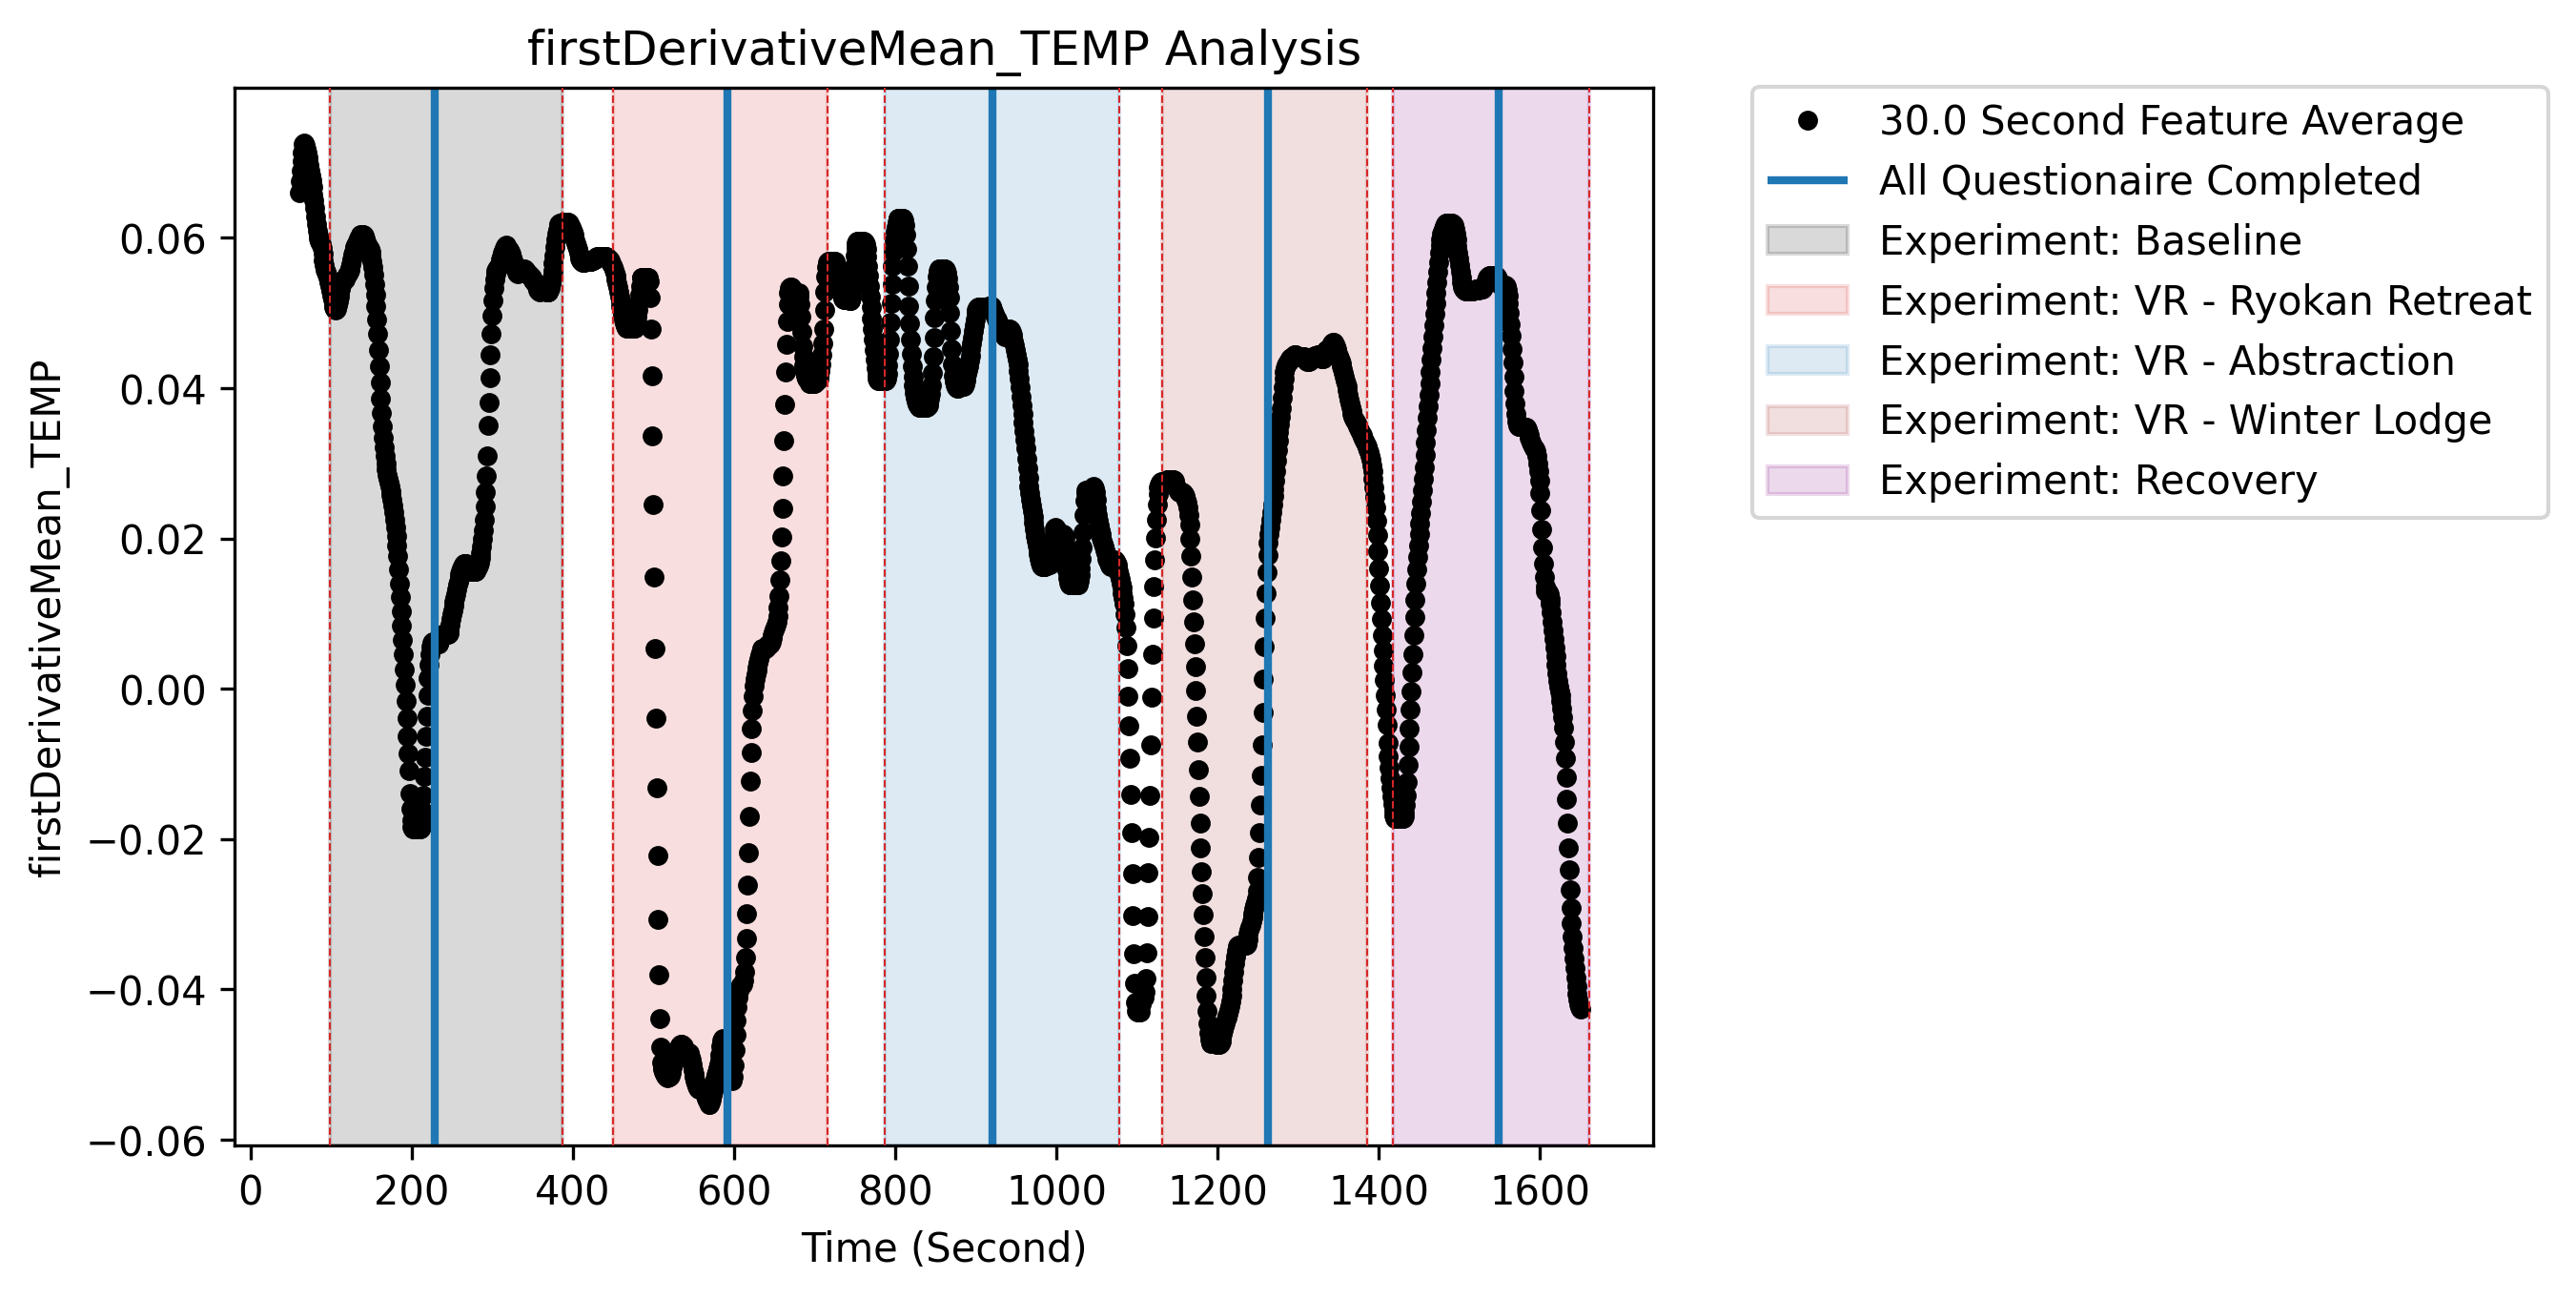 firstDerivativeMean_TEMP Analysis
firstDerivativeMean_TEMP
0.06
0.04
0.02
0.00
−0.02
−0.04
−0.06
0 200 400 600 800 1000 1200 1400 1600
Time (Second)
30.0 Second Feature Average
All Questionaire Completed
Experiment: Baseline
Experiment: VR - Ryokan Retreat
Experiment: VR - Abstraction
Experiment: VR - Winter Lodge
Experiment: Recovery